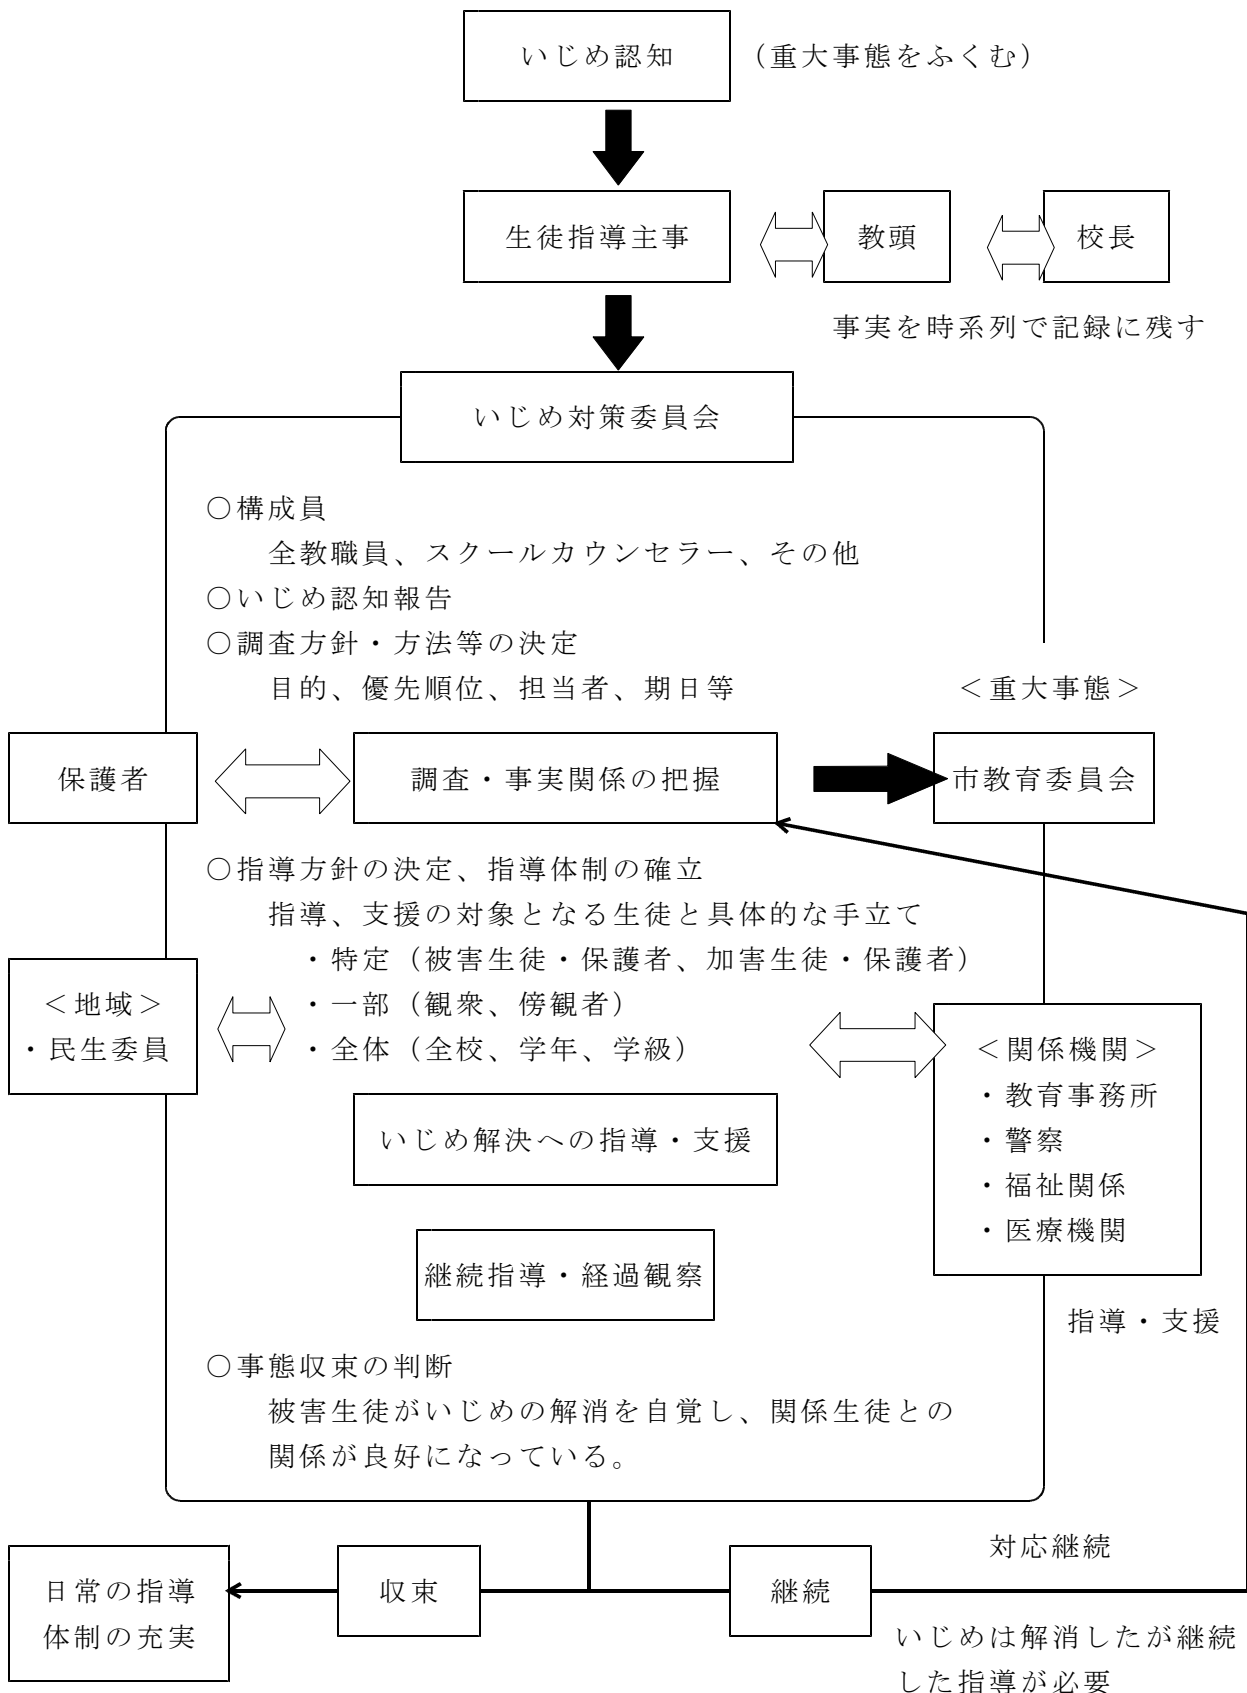 いじめ認知
（重大事態をふくむ）
生徒指導主事
教頭
校長
事実を時系列で記録に残す
いじめ対策委員会
○構成員
全教職員、スクールカウンセラー、その他
○いじめ認知報告
○調査方針・方法等の決定
目的、優先順位、担当者、期日等
＜重大事態＞
保護者
調査・事実関係の把握
市教育委員会
○指導方針の決定、指導体制の確立
指導、支援の対象となる生徒と具体的な手立て
・特定（被害生徒・保護者、加害生徒・保護者）
・一部（観衆、傍観者）
・全体（全校、学年、学級）
＜地域＞
・民生委員
＜関係機関＞
・教育事務所
・警察
・福祉関係
・医療機関
いじめ解決への指導・支援
継続指導・経過観察
指導・支援
○事態収束の判断
被害生徒がいじめの解消を自覚し、関係生徒との
関係が良好になっている。
対応継続
日常の指導
体制の充実
収束
継続
いじめは解消したが継続
した指導が必要